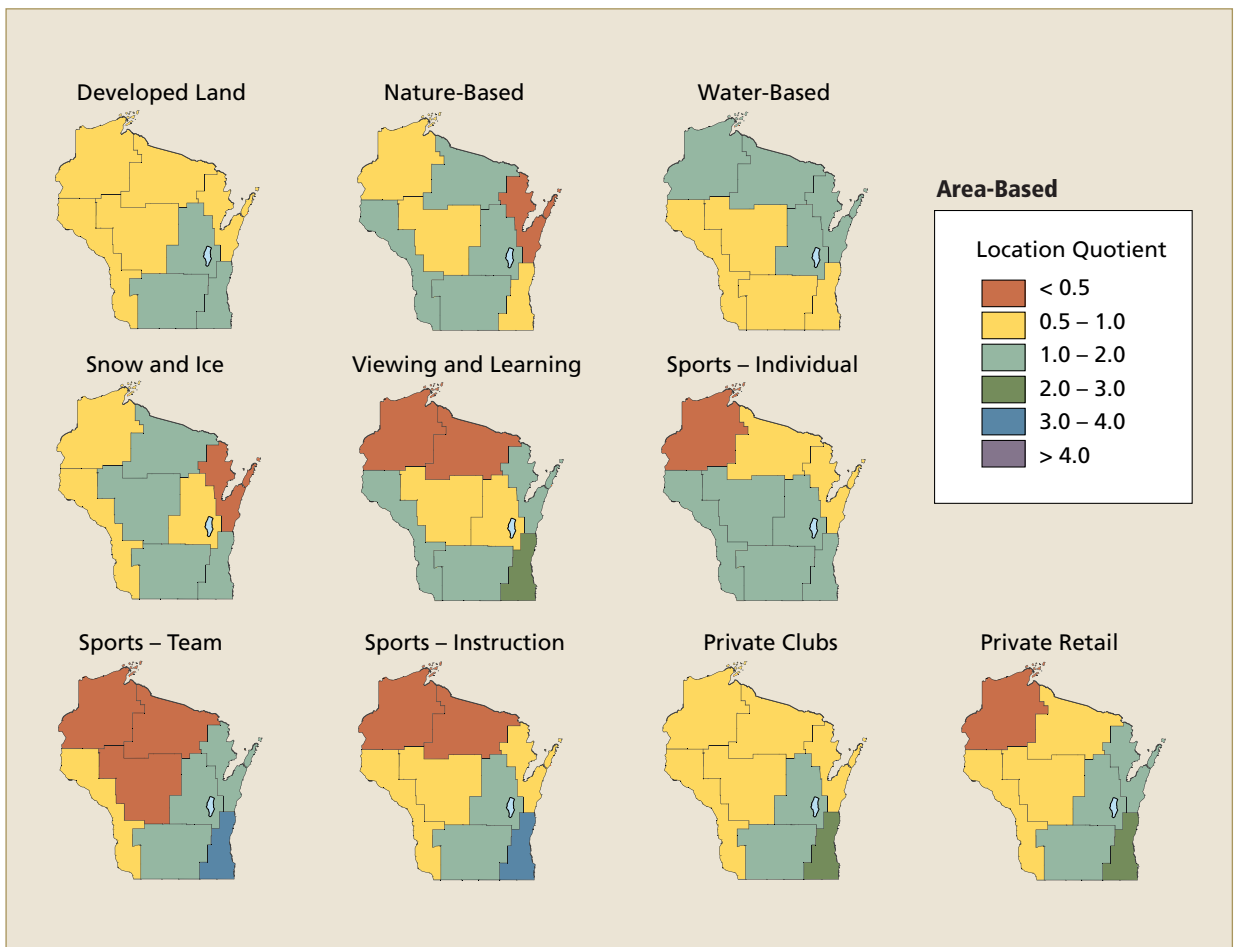 Developed Land
Nature-Based
Water-Based
Area-Based
Location Quotient
< 0.5
0.5 – 1.0
1.0 – 2.0
2.0 – 3.0
3.0 – 4.0
> 4.0
Snow and Ice
Viewing and Learning
Sports – Individual
Sports – Team
Sports – Instruction
Private Clubs
Private Retail